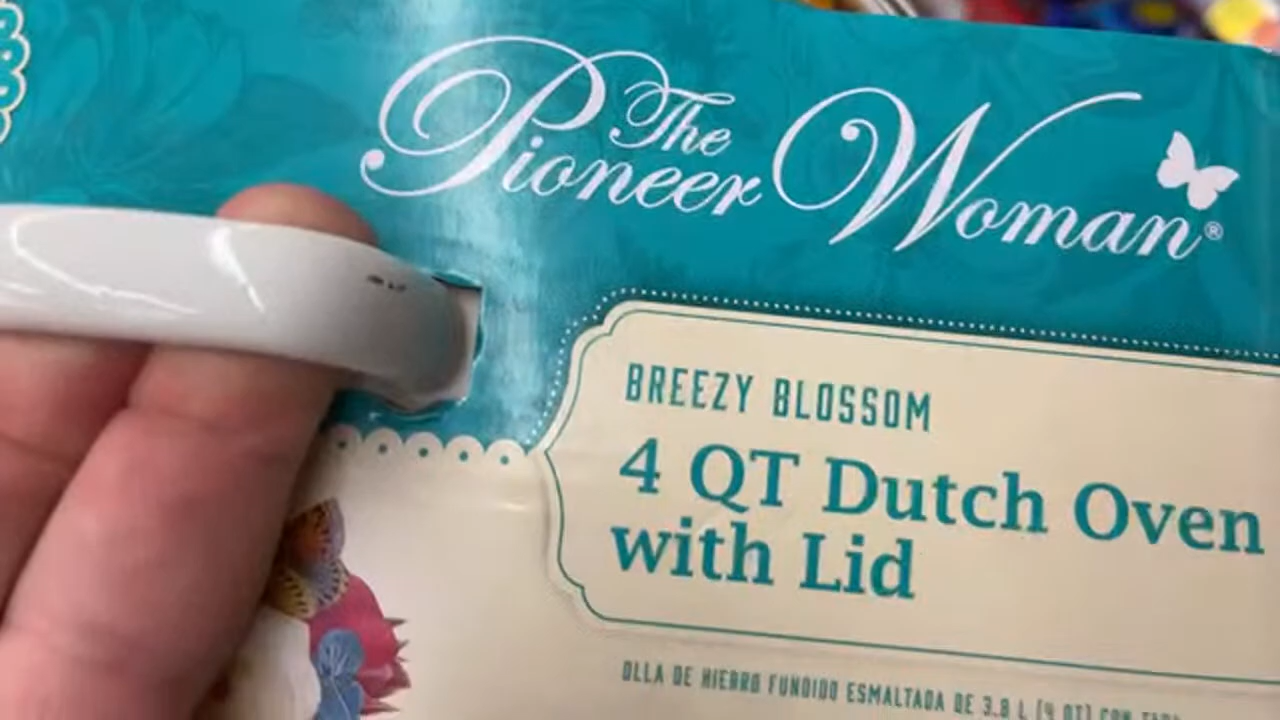 The
Pioneer Woman®
BREEZY BLOSSOM
4 QT Dutch Oven
with Lid
OLLA DE HIERRO FUNDIDO ESMALTADA DE 3.8 L (4 QT) CON TAPA